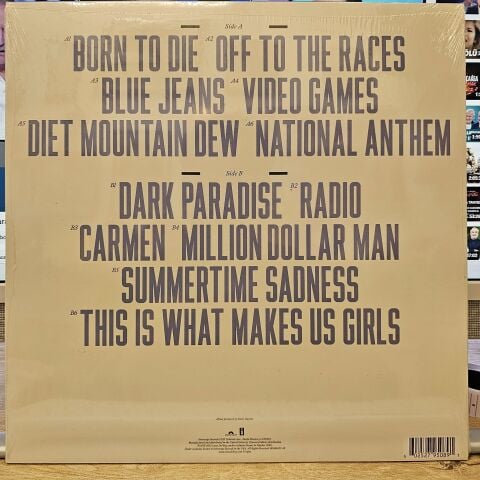 Side A
A1 BORN TO DIE A2 OFF TO THE RACES
A3 BLUE JEANS A4 VIDEO GAMES
A5 DIET MOUNTAIN DEW A6 NATIONAL ANTHEM
Side B
B1 DARK PARADISE B2 RADIO
B3 CARMEN B4 MILLION DOLLAR MAN
B5 SUMMERTIME SADNESS
B6 THIS IS WHAT MAKES US GIRLS